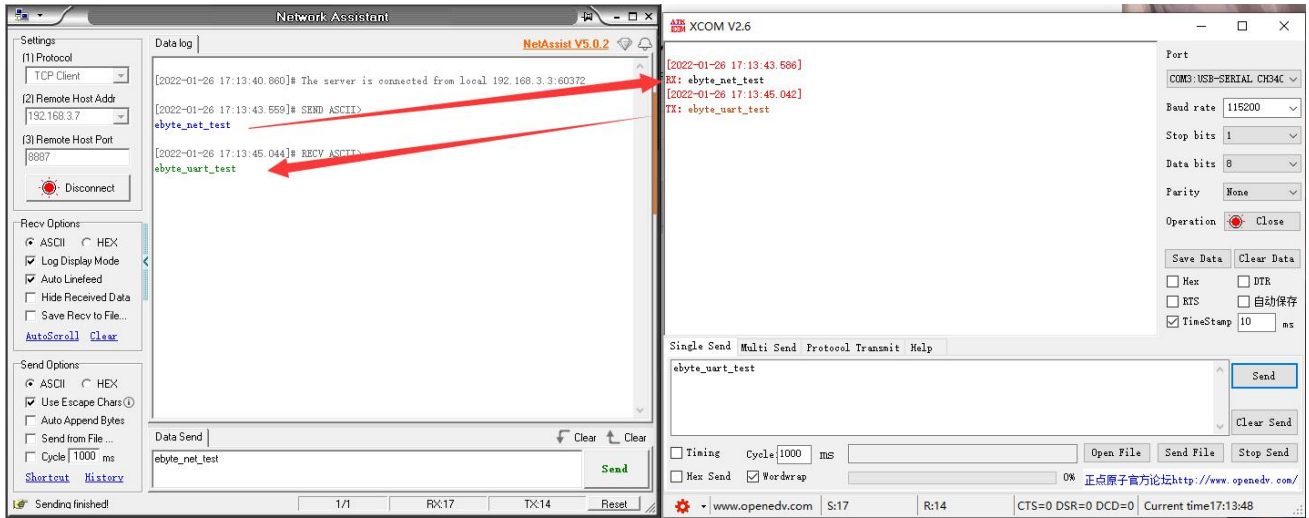 Network Assistant
Settings
(1) Protocol
TCP Client
(2) Remote Host Addr
192.168.3.7
(3) Remote Host Port
8887
Disconnect
Recv Options
ASCII HEX
Log Display Mode
Auto Linefeed
Hide Received Data
Save Recv to File...
AutoScroll Clear
Send Options
ASCII HEX
Use Escape Chars
Auto Append Bytes
Send from File ...
Cycle 1000 ms
Shortcut History
Data log
NetAssist V5.0.2
[2022-01-26 17:13:40.860]# The server is connected from local 192.168.3.3:60372
[2022-01-26 17:13:43.559]# SEND ASCII>
ebyte_net_test
[2022-01-26 17:13:45.044]# RECV ASCII>
ebyte_uart_test
Data Send
Clear Clear
ebyte_net_test
Send
Sending finished! 1/1 RX:17 TX:14 Reset
XCOM V2.6
[2022-01-26 17:13:43.586]
RX: ebyte_net_test
[2022-01-26 17:13:45.042]
TX: ebyte_uart_test
Port
COM3:USB-SERIAL CH34C
Baud rate 115200
Stop bits 1
Data bits 8
Parity None
Operation Close
Save Data Clear Data
Hex DTR
RTS 自动保存
TimeStamp 10 ms
Single Send Multi Send Protocol Transmit Help
ebyte_uart_test
Send
Clear Send
Timing Cycle: 1000 ms Open File Send File Stop Send
Hex Send Wordwrap 0% 正点原子官方论坛http://www.openedv.com/
www.openedv.com S:17 R:14 CTS=0 DSR=0 DCD=0 Current time17:13:48